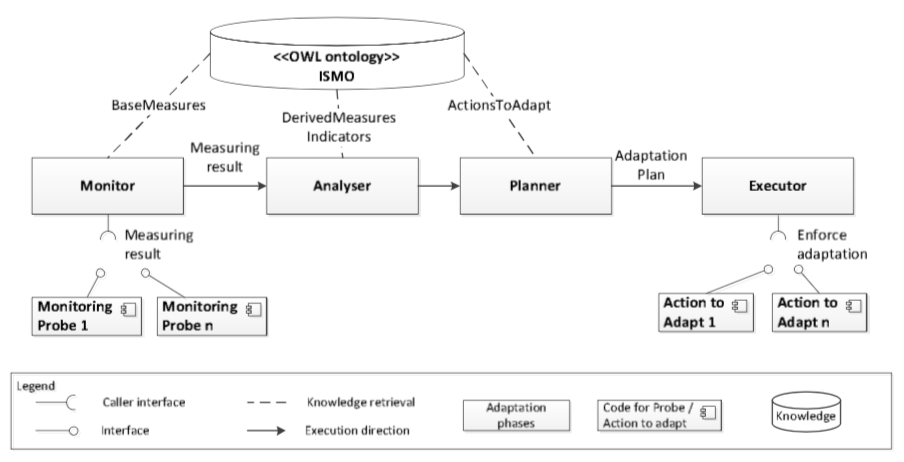 <<OWL ontology>>
ISMO
BaseMeasures
DerivedMeasures
Indicators
ActionsToAdapt
Measuring
result
Adaptation
Plan
Monitor
Analyser
Planner
Executor
Measuring
result
Enforce
adaptation
Monitoring
Probe 1
Monitoring
Probe n
Action to
Adapt 1
Action to
Adapt n
Legend
Caller interface
Knowledge retrieval
Interface
Execution direction
Adaptation
phases
Code for Probe /
Action to adapt
Knowledge